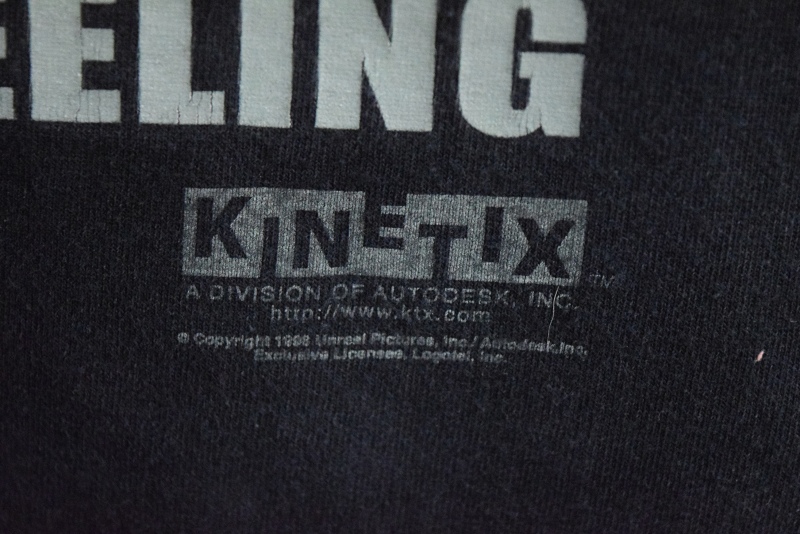 EELING
KINETIX TM
A DIVISION OF AUTODESK, INC.
http://www.ktx.com
© Copyright 1998 Unreal Pictures, Inc/Autodesk,Inc.
Exclusive Licensee, Logotel, Inc.